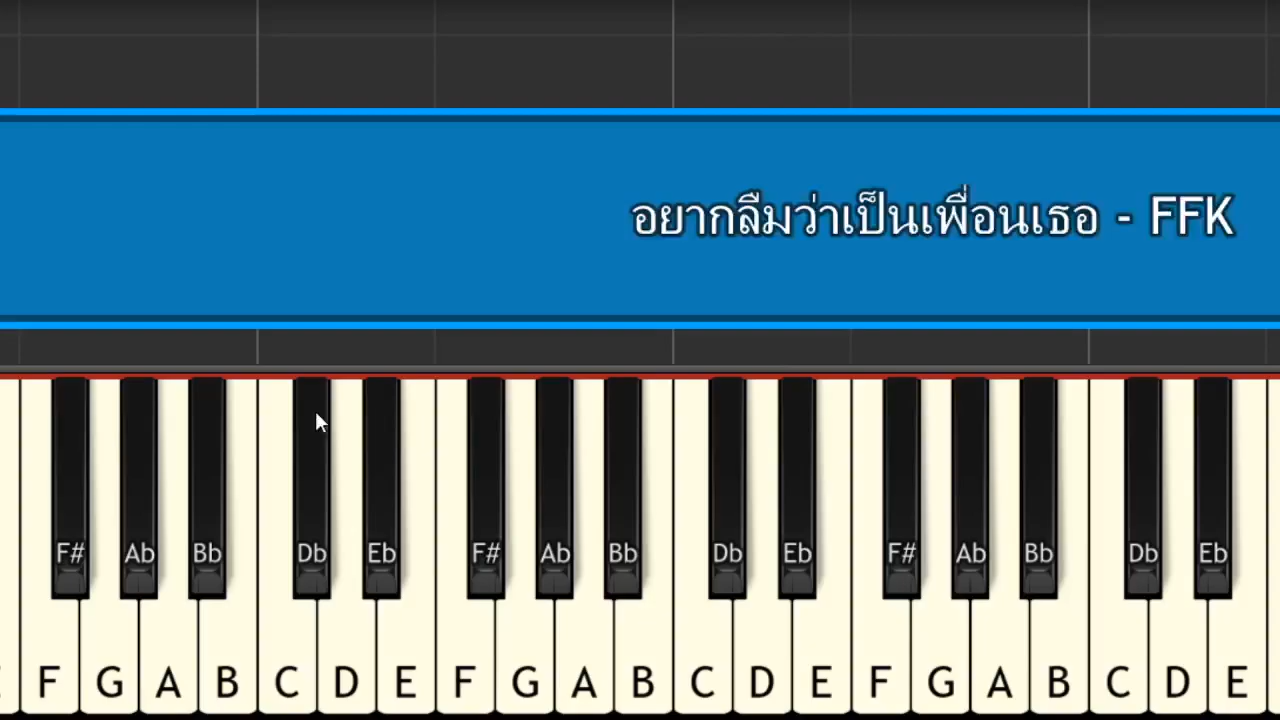 อยากลืมว่าเป็นเพื่อนเธอ - FFK
F# Ab Bb Db Eb F# Ab Bb Db Eb F# Ab Bb Db Eb
F G A B C D E F G A B C D E F G A B C D E